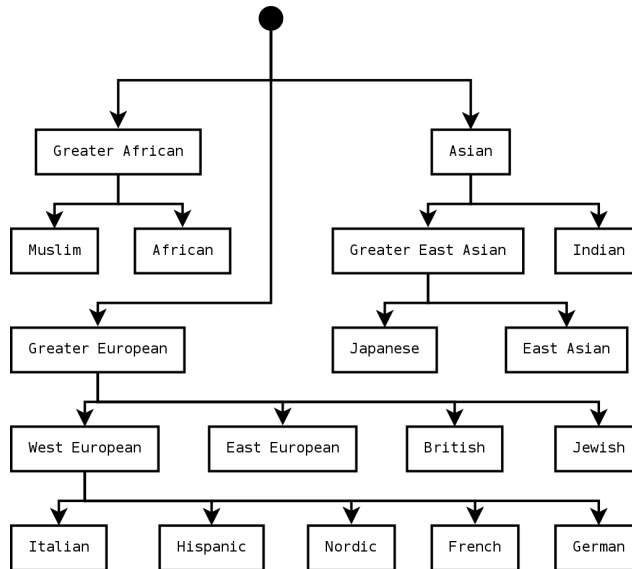 Greater African
Asian
Muslim
African
Greater East Asian
Indian
Greater European
Japanese
East Asian
West European
East European
British
Jewish
Italian
Hispanic
Nordic
French
German